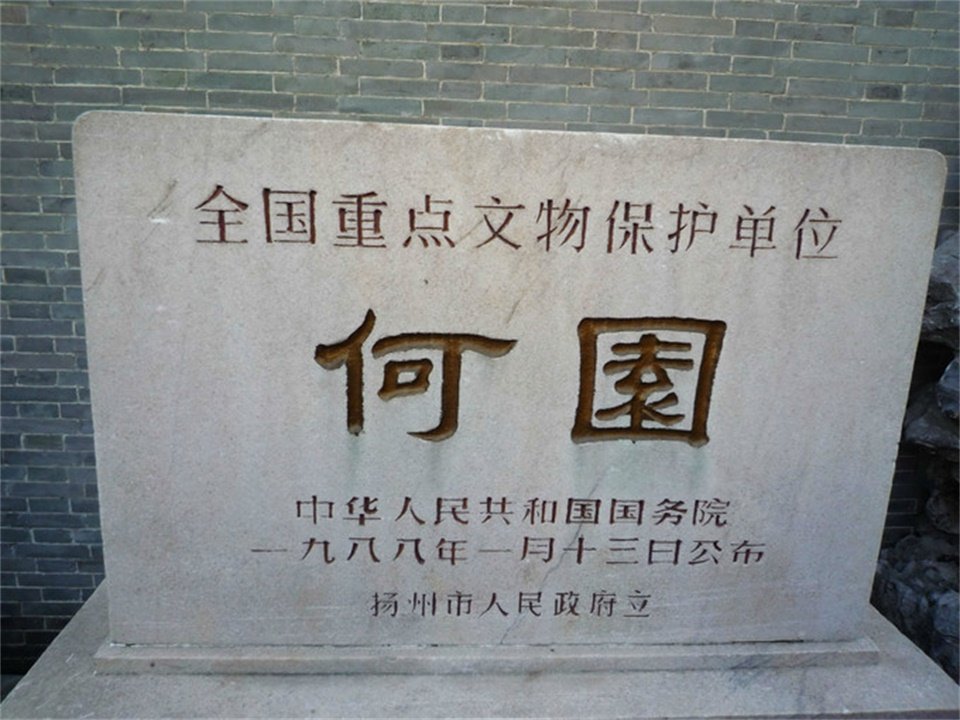 全国重点文物保护单位
何園
中华人民共和国国务院
一九八八年一月十三日公布
扬州市人民政府立